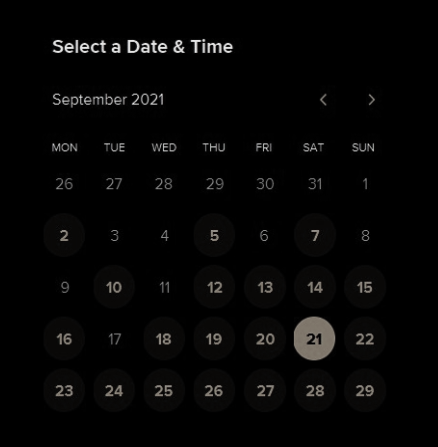 Select a Date & Time
September 2021
MON TUE WED THU FRI SAT SUN
26 27 28 29 30 31 1
2 3 4 5 6 7 8
9 10 11 12 13 14 15
16 17 18 19 20 21 22
23 24 25 26 27 28 29